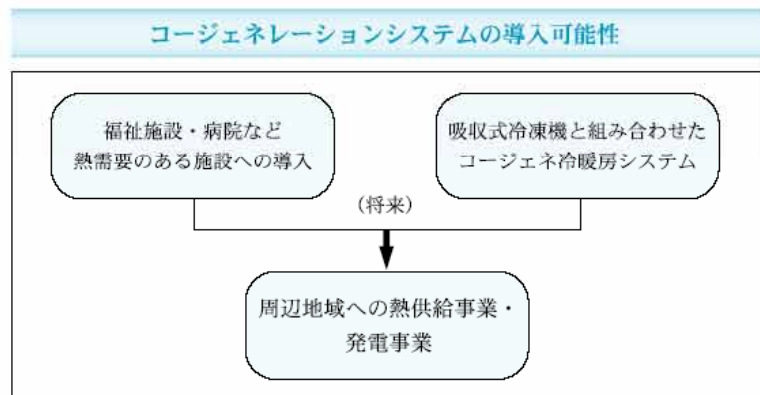 コージェネレーションシステムの導入可能性
福祉施設・病院など
熱需要のある施設への導入
吸収式冷凍機と組み合わせた
コージェネ冷暖房システム
（将来）
周辺地域への熱供給事業・
発電事業